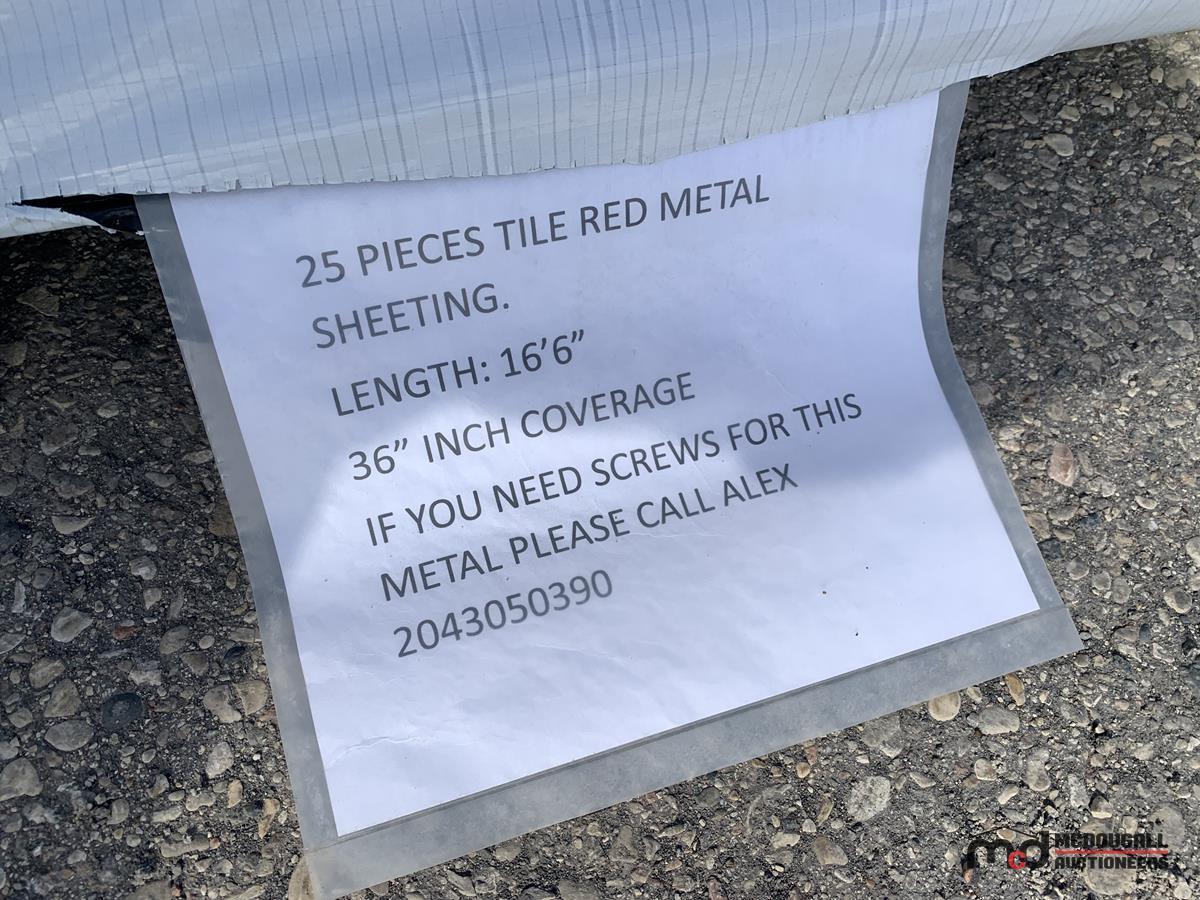 25 PIECES TILE RED METAL
SHEETING.
LENGTH: 16’6”
36” INCH COVERAGE
IF YOU NEED SCREWS FOR THIS
METAL PLEASE CALL ALEX
2043050390
mcd MCDOUGALL
AUCTIONEERS